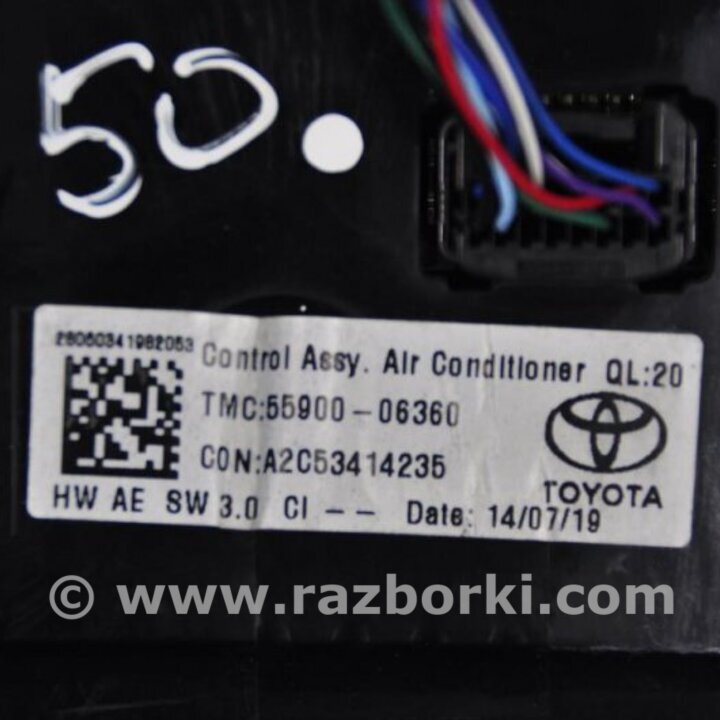 50.
28060341982053
Control Assy. Air Conditioner QL:20
TMC:55900-06360
CON:A2C53414235
TOYOTA
HW AE SW 3.0 CI -- Date: 14/07/19
© www.razborki.com